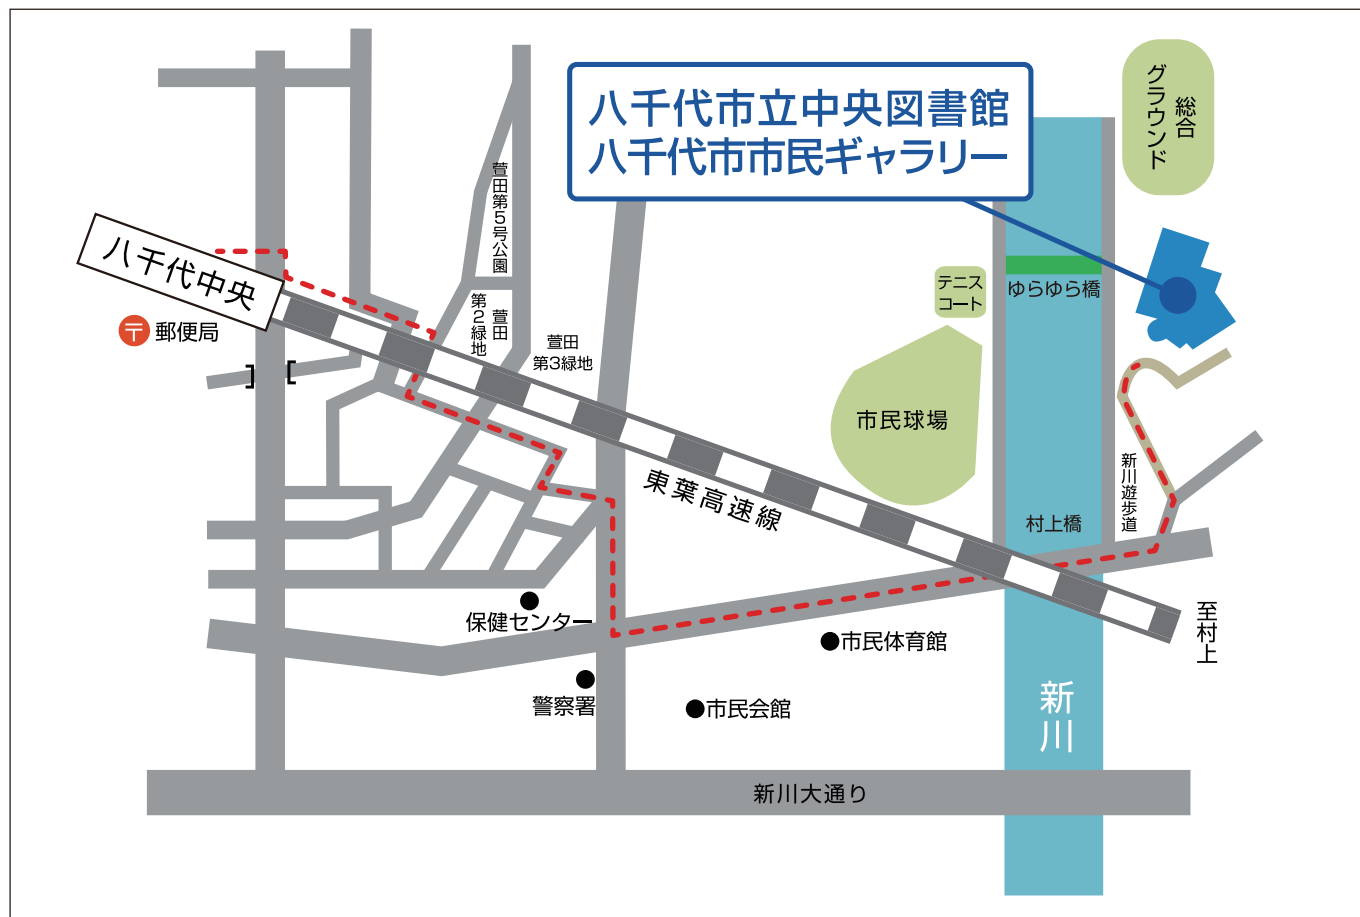 八千代市立中央図書館
八千代市市民ギャラリー
総合
グラウンド
萱田第5号公園
八千代中央
〒郵便局
萱田
第2緑地
萱田
第3緑地
テニス
コート
ゆらゆら橋
市民球場
東葉高速線
新川遊歩道
村上橋
保健センター
市民体育館
至村上
警察署
市民会館
新川
新川大通り